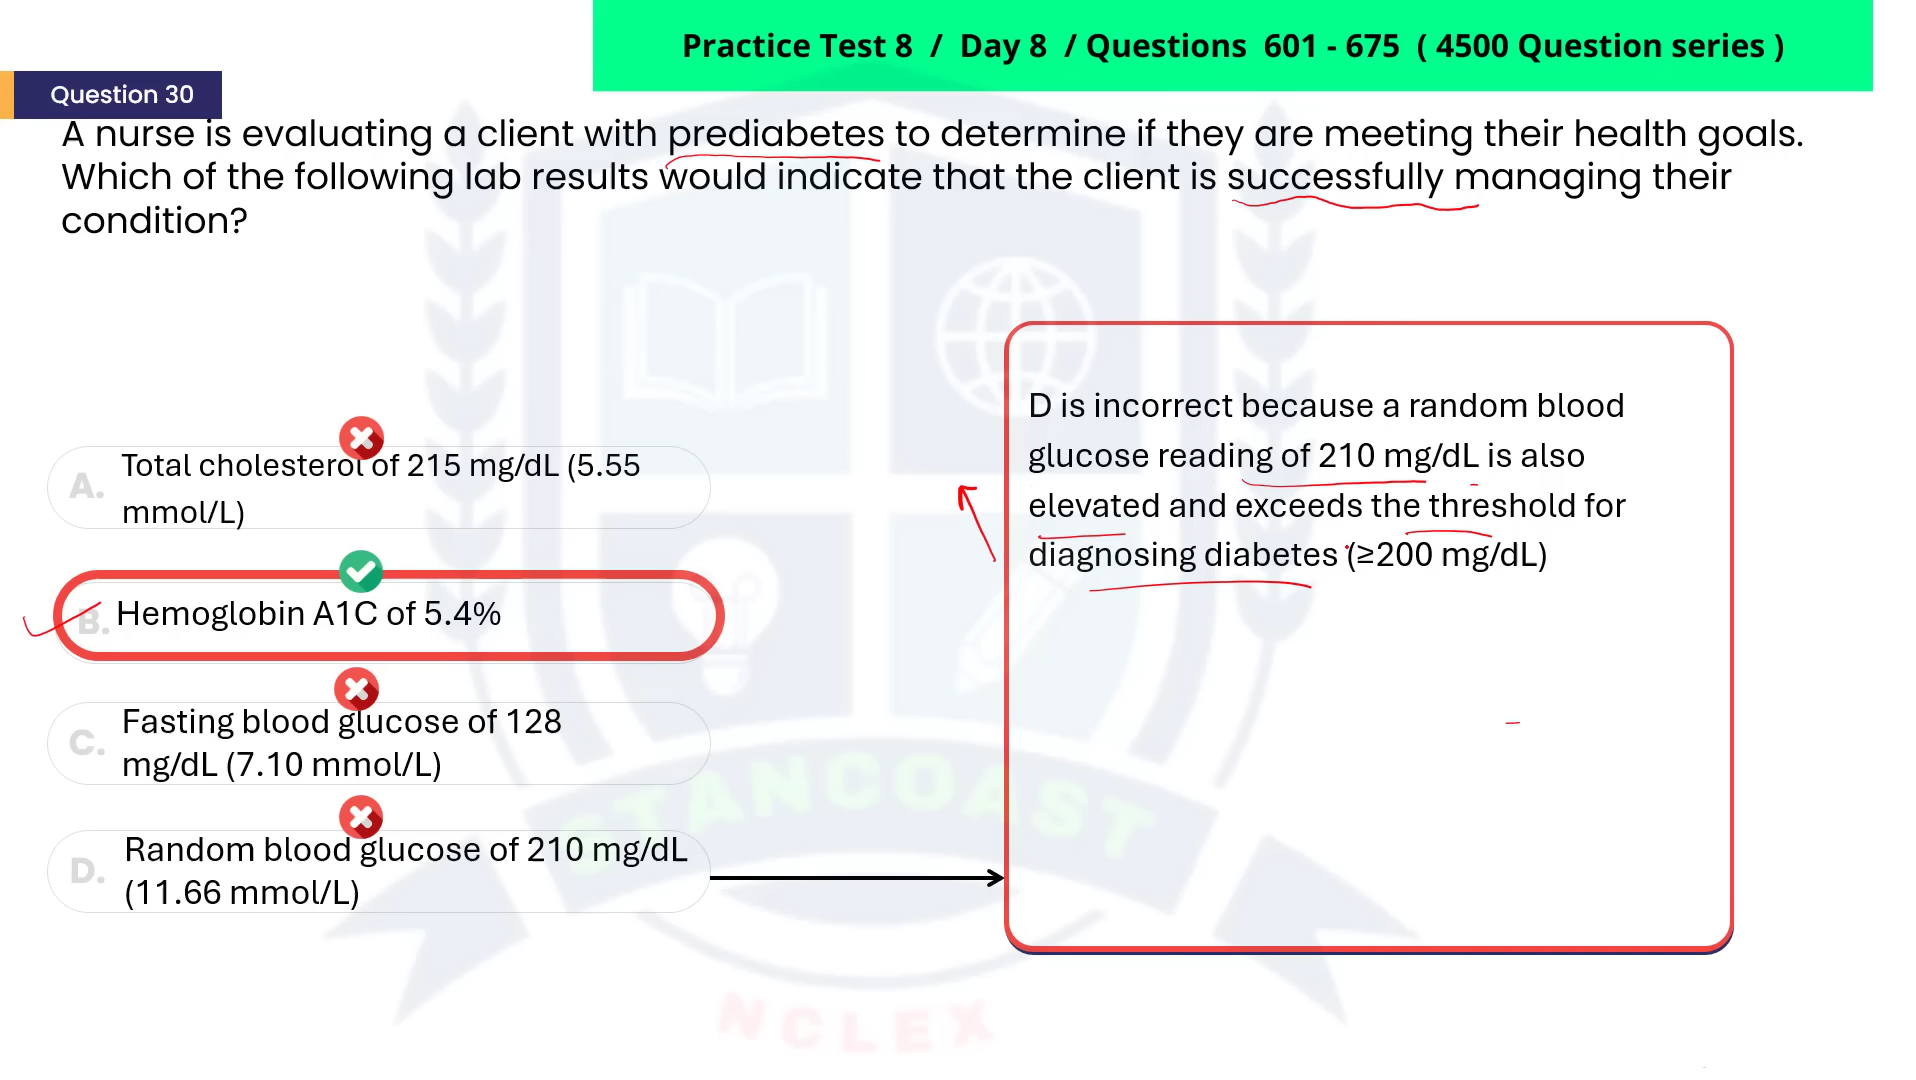 Practice Test 8 / Day 8 / Questions 601 - 675 ( 4500 Question series )
Question 30
A nurse is evaluating a client with prediabetes to determine if they are meeting their health goals.
Which of the following lab results would indicate that the client is successfully managing their
condition?
A. Total cholesterol of 215 mg/dL (5.55
mmol/L)
B. Hemoglobin A1C of 5.4%
C. Fasting blood glucose of 128
mg/dL (7.10 mmol/L)
D. Random blood glucose of 210 mg/dL
(11.66 mmol/L)
D is incorrect because a random blood
glucose reading of 210 mg/dL is also
elevated and exceeds the threshold for
diagnosing diabetes (≥200 mg/dL)
STANCOAST
NCLEX